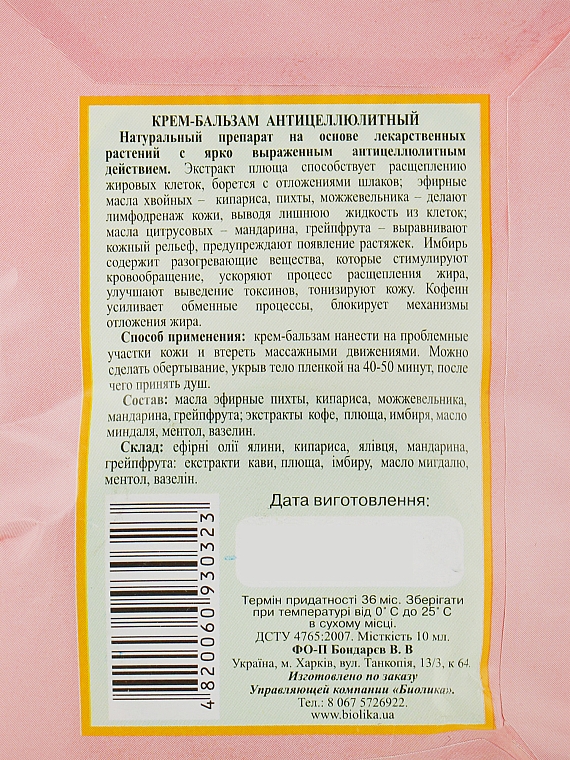 КРЕМ-БАЛЬЗАМ АНТИЦЕЛЛЮЛИТНЫЙ
Натуральный препарат на основе лекарственных
растений с ярко выраженным антицеллюлитным
действием. Экстракт плюща способствует расщеплению
жировых клеток, борется с отложениями шлаков; эфирные
масла хвойных – кипариса, пихты, можжевельника – делают
лимфодренаж кожи, выводя лишнюю жидкость из клеток;
масла цитрусовых – мандарина, грейпфрута – выравнивают
кожный рельеф, предупреждают появление растяжек. Имбирь
содержит разогревающие вещества, которые стимулируют
кровообращение, ускоряют процесс расщепления жира,
улучшают выведение токсинов, тонизируют кожу. Кофеин
усиливает обменные процессы, блокирует механизмы
отложения жира.
Способ применения: крем-бальзам нанести на проблемные
участки кожи и втереть массажными движениями. Можно
сделать обертывание, укрыв тело пленкой на 40-50 минут, после
чего принять душ.
Состав: масла эфирные пихты, кипариса, можжевельника,
мандарина, грейпфрута; экстракты кофе, плюща, имбиря, масло
миндаля, ментол, вазелин.
Склад: ефірні олії ялини, кипариса, ялівця, мандарина,
грейпфрута: екстракти кави, плюща, імбіру, масло мигдалю,
ментол, вазелін.
Дата виготовлення:
Термін придатності 36 міс. Зберігати
при температурі від 0° С до 25° С
в сухому місці.
ДСТУ 4765:2007. Місткість 10 мл.
ФО-П Бондарєв В. В
Україна, м. Харків, вул. Танкопія, 13/3, к 64.
Изготовлено по заказу
Управляющей компании «Биолика».
Тел.: 8 067 5726922.
www.biolika.ua
4820060930323